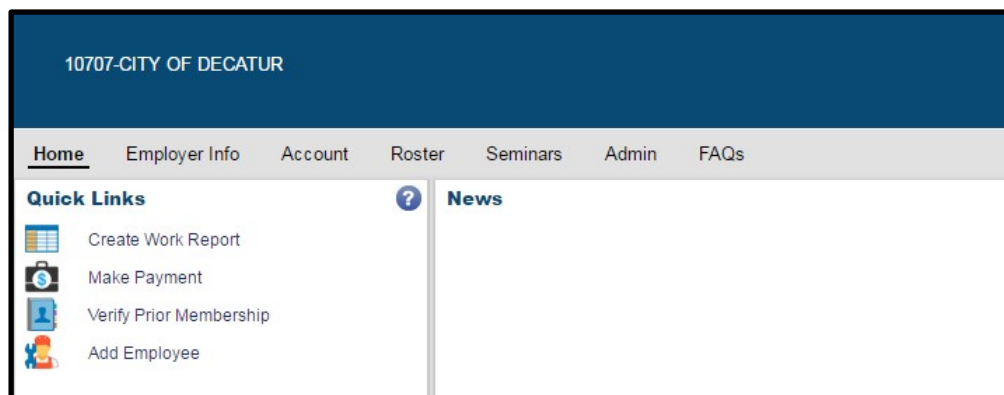 10707-CITY OF DECATUR
Home Employer Info Account Roster Seminars Admin FAQs
Quick Links ?
Create Work Report
$ Make Payment
Verify Prior Membership
Add Employee
News